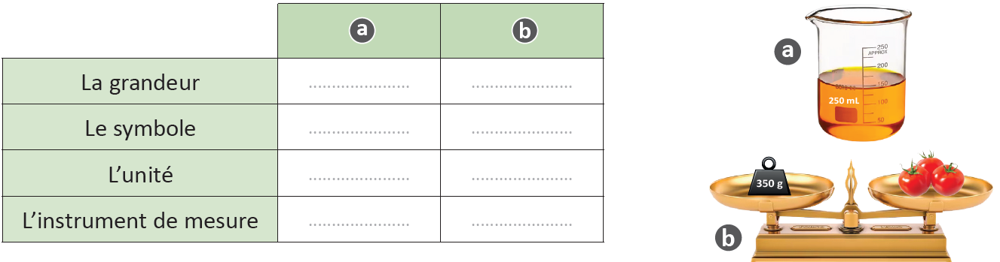 a b
La grandeur ...................... ......................
Le symbole ...................... ......................
L'unité ...................... ......................
L'instrument de mesure ...................... ......................
a
250
APPROX
200
150
250 mL
100
50
350 g
b